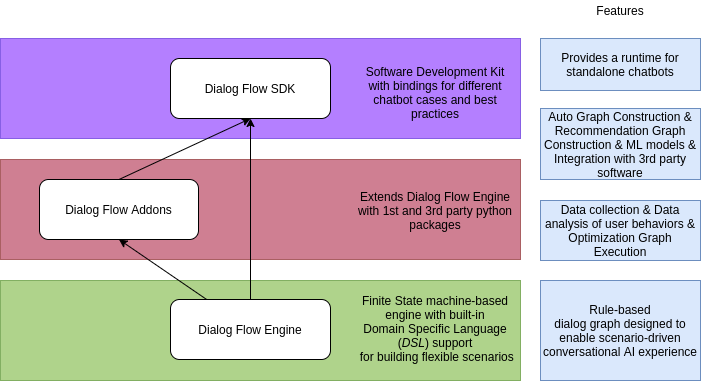 Features
Dialog Flow SDK
Software Development Kit
with bindings for different
chatbot cases and best
practices
Provides a runtime for
standalone chatbots
Auto Graph Construction &
Recommendation Graph
Construction & ML models &
Integration with 3rd party
software
Dialog Flow Addons
Extends Dialog Flow Engine
with 1st and 3rd party python
packages
Data collection & Data
analysis of user behaviors &
Optimization Graph
Execution
Dialog Flow Engine
Finite State machine-based
engine with built-in
Domain Specific Language
(DSL) support
for building flexible scenarios
Rule-based
dialog graph designed to
enable scenario-driven
conversational AI experience